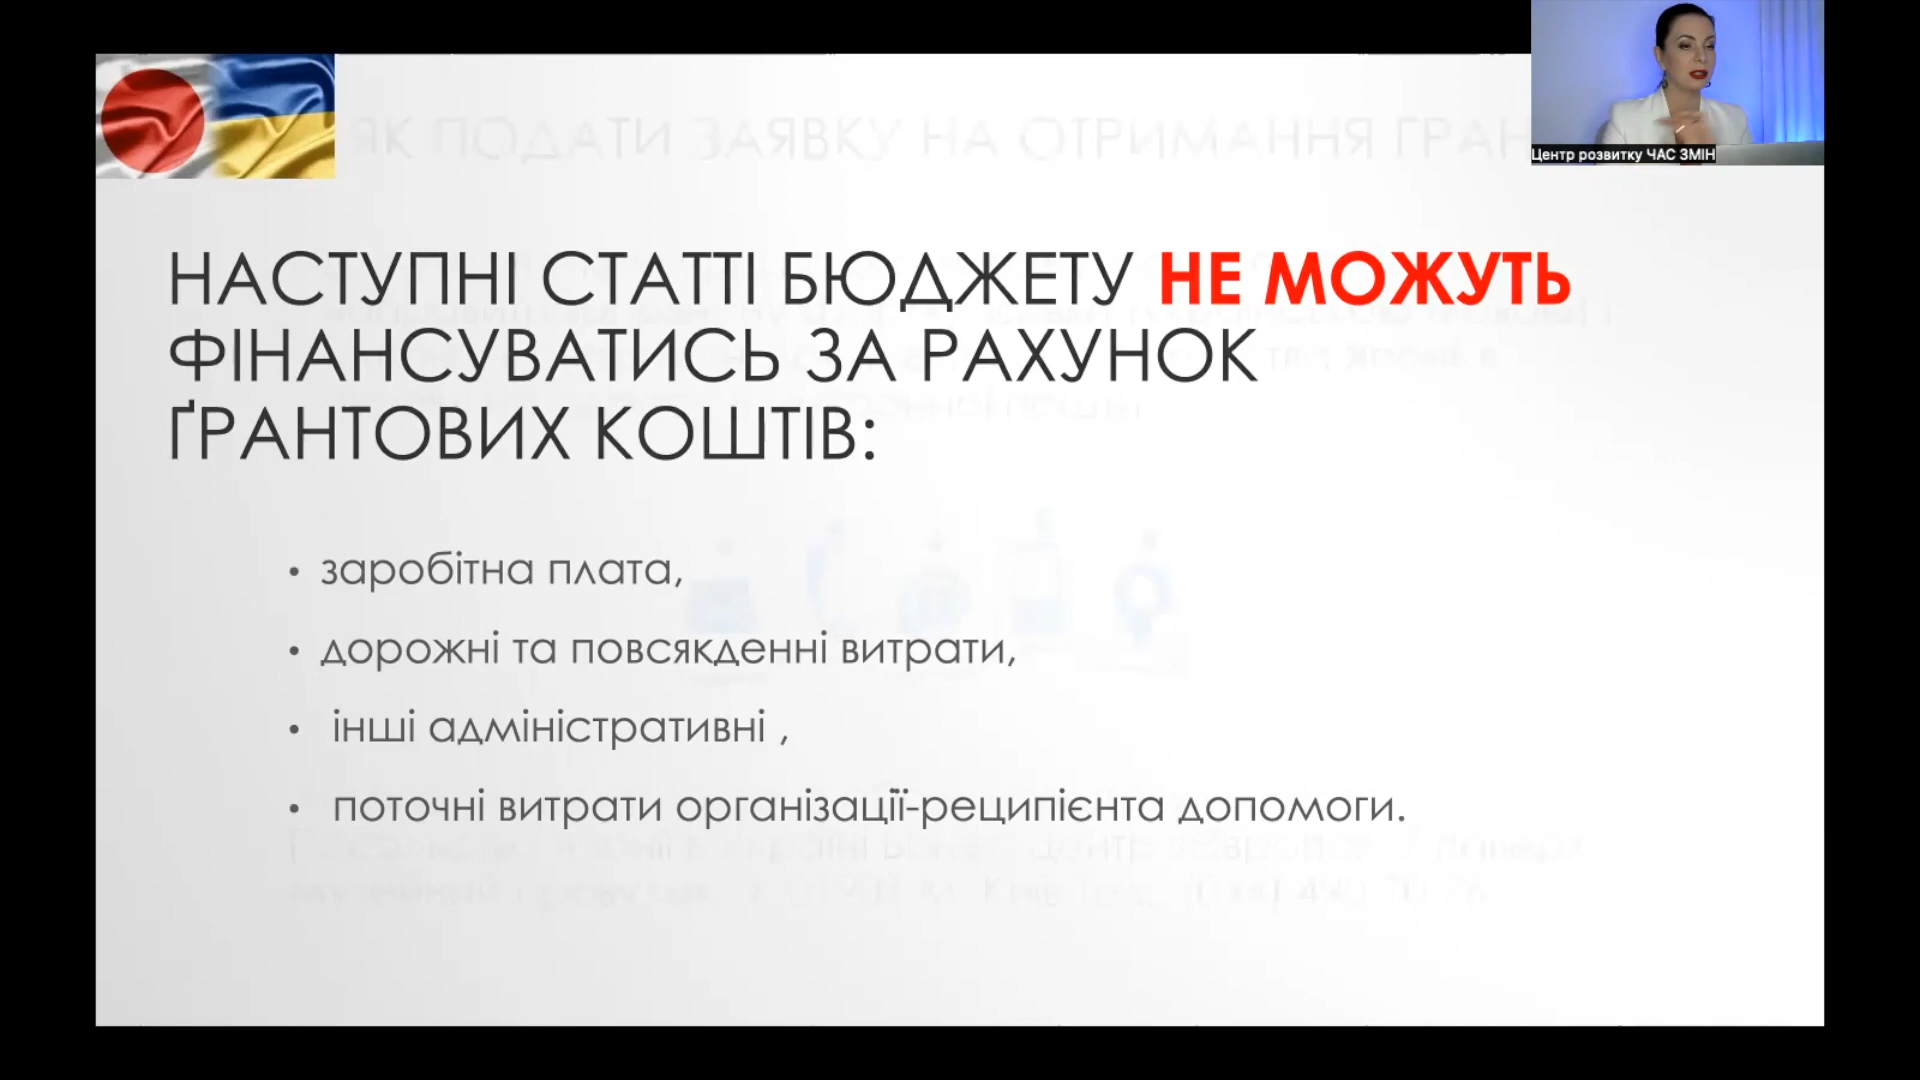 ЯК ПОДАТИ ЗАЯВКУ НА ОТРИМАННЯ ГРАН
Центр розвитку ЧАС ЗМІН
НАСТУПНІ СТАТТІ БЮДЖЕТУ НЕ МОЖУТЬ
ФІНАНСУВАТИСЬ ЗА РАХУНОК
ҐРАНТОВИХ КОШТІВ:
• заробітна плата,
• дорожні та повсякденні витрати,
• інші адміністративні ,
• поточні витрати організації-реципієнта допомоги.